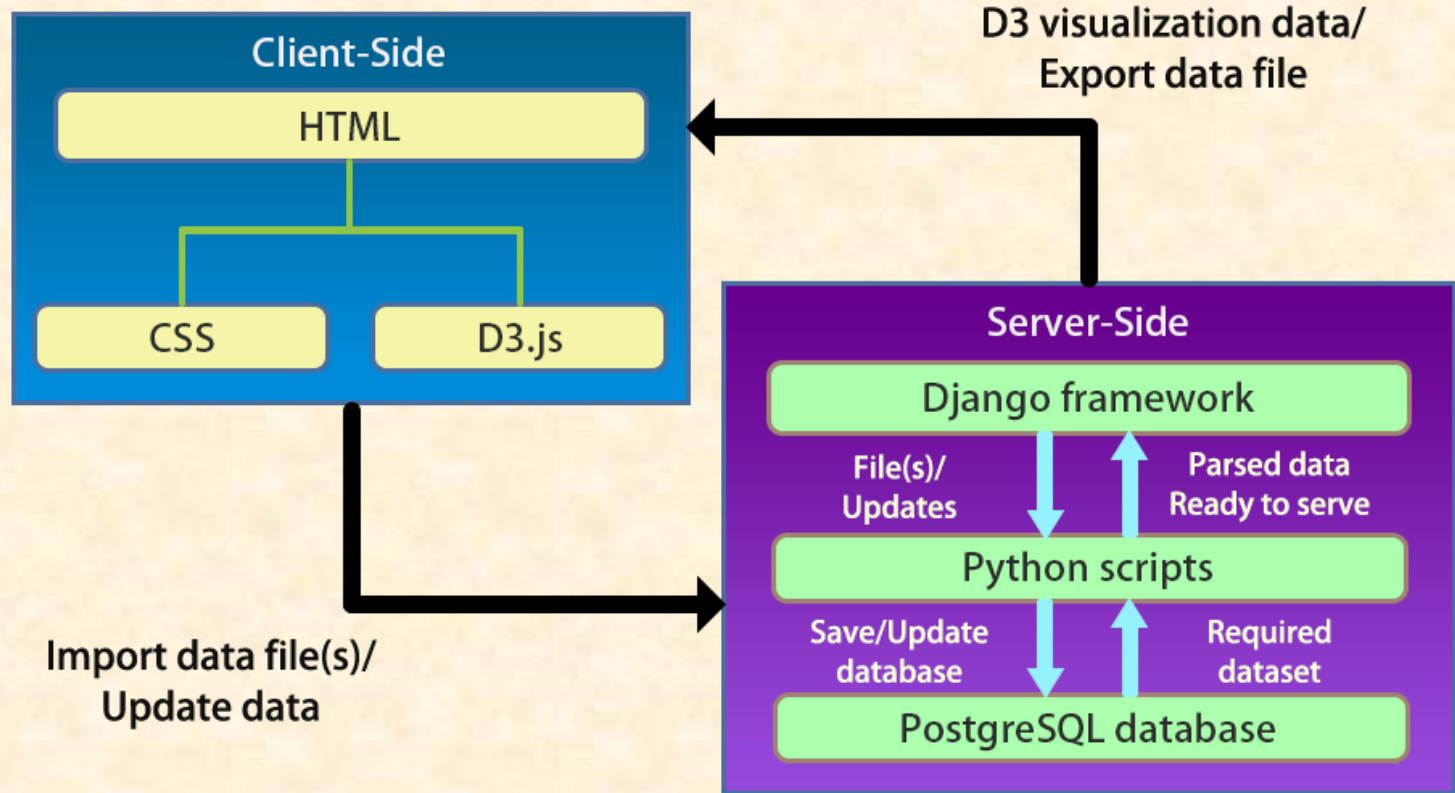 Client-Side
HTML
CSS
D3.js
D3 visualization data/
Export data file
Import data file(s)/
Update data
Server-Side
Django framework
File(s)/
Updates
Parsed data
Ready to serve
Python scripts
Save/Update
database
Required
dataset
PostgreSQL database